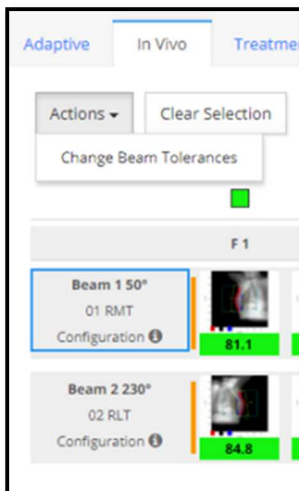 Adaptive In Vivo Treatme
Actions Clear Selection
Change Beam Tolerances
F 1
Beam 1 50°
01 RMT
Configuration
81.1
Beam 2 230°
02 RLT
Configuration
84.8